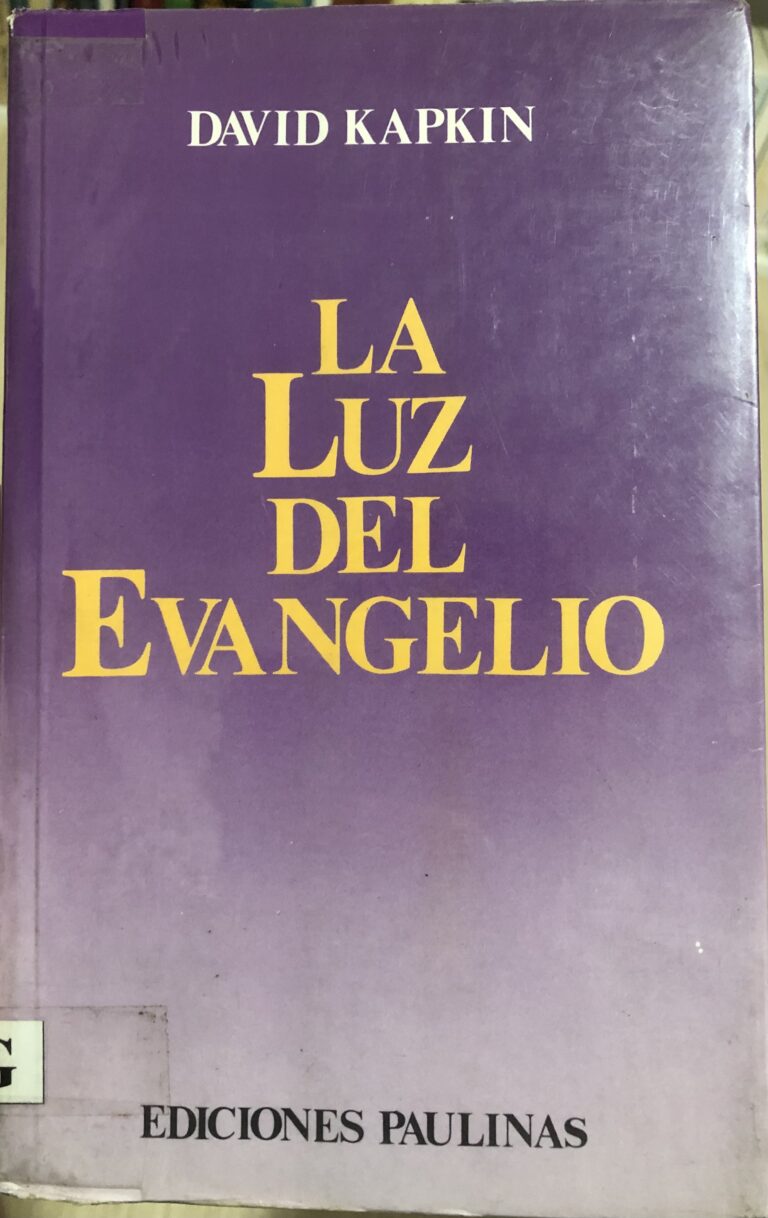 DAVID KAPKIN
LA
LUZ
DEL
EVANGELIO
G
EDICIONES PAULINAS